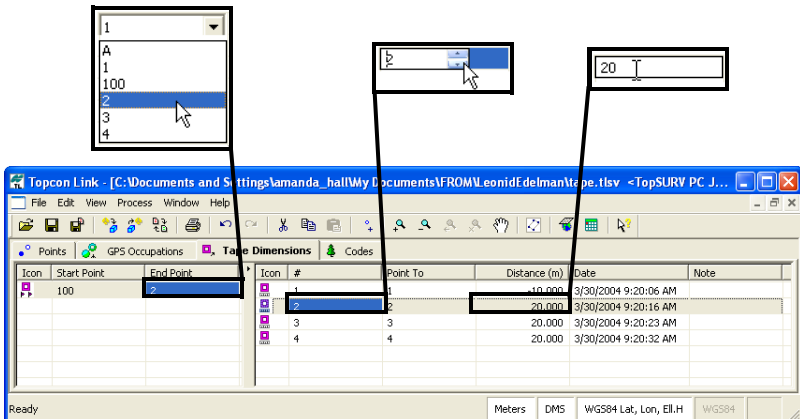 1
A
1
100
2
3
4
20
Topcon Link - [C:\Documents and Settings\amanda_hall\My Documents\FROM\LeonidEdelman\tape.tlsv <TopSURV PC J...
File Edit View Process Window Help
Points GPS Occupations Tape Dimensions Codes
Icon Start Point End Point Icon # Point To Distance (m) Date Note
100 2 1 1 -10.000 3/30/2004 9:20:06 AM
2 2 20.000 3/30/2004 9:20:16 AM
3 3 20.000 3/30/2004 9:20:23 AM
4 4 20.000 3/30/2004 9:20:32 AM
Ready Meters DMS WGS84 Lat, Lon, Ell.H WGS84